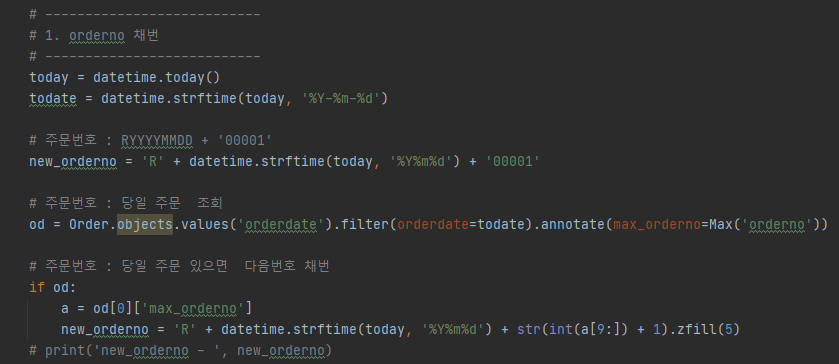 # ---------------------------
# 1. orderno 채번
# ---------------------------
today = datetime.today()
todate = datetime.strftime(today, '%Y-%m-%d')
# 주문번호 : RYYYYMMDD + '00001'
new_orderno = 'R' + datetime.strftime(today, '%Y%m%d') + '00001'
# 주문번호 : 당일 주문  조회
od = Order.objects.values('orderdate').filter(orderdate=todate).annotate(max_orderno=Max('orderno'))
# 주문번호 : 당일 주문 있으면  다음번호 채번
if od:
    a = od[0]['max_orderno']
    new_orderno = 'R' + datetime.strftime(today, '%Y%m%d') + str(int(a[9:]) + 1).zfill(5)
# print('new_orderno - ', new_orderno)